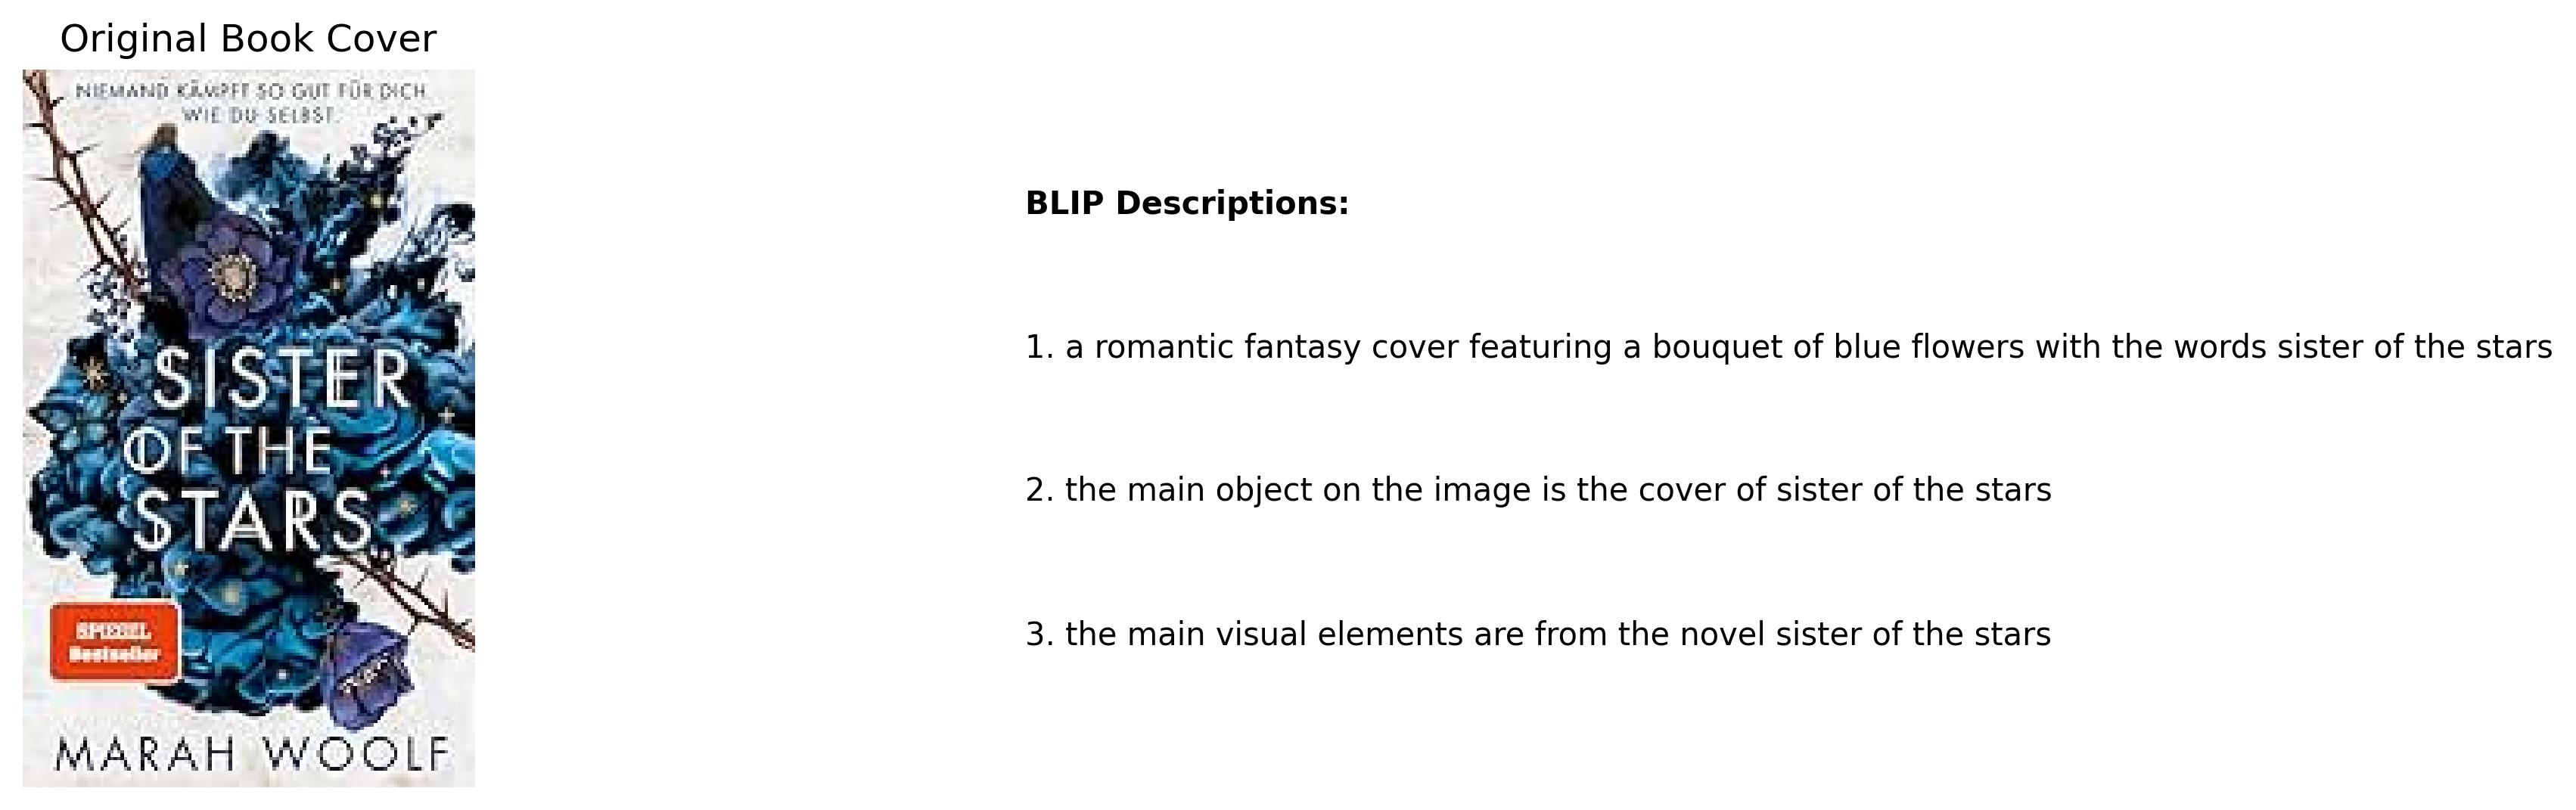 Original Book Cover
NIEMAND KÄMPFT SO GUT FÜR DICH
WIE DU SELBST.
SISTER
OF THE
STARS
SPIEGEL
Bestseller
MARAH WOOLF
BLIP Descriptions:
1. a romantic fantasy cover featuring a bouquet of blue flowers with the words sister of the stars
2. the main object on the image is the cover of sister of the stars
3. the main visual elements are from the novel sister of the stars